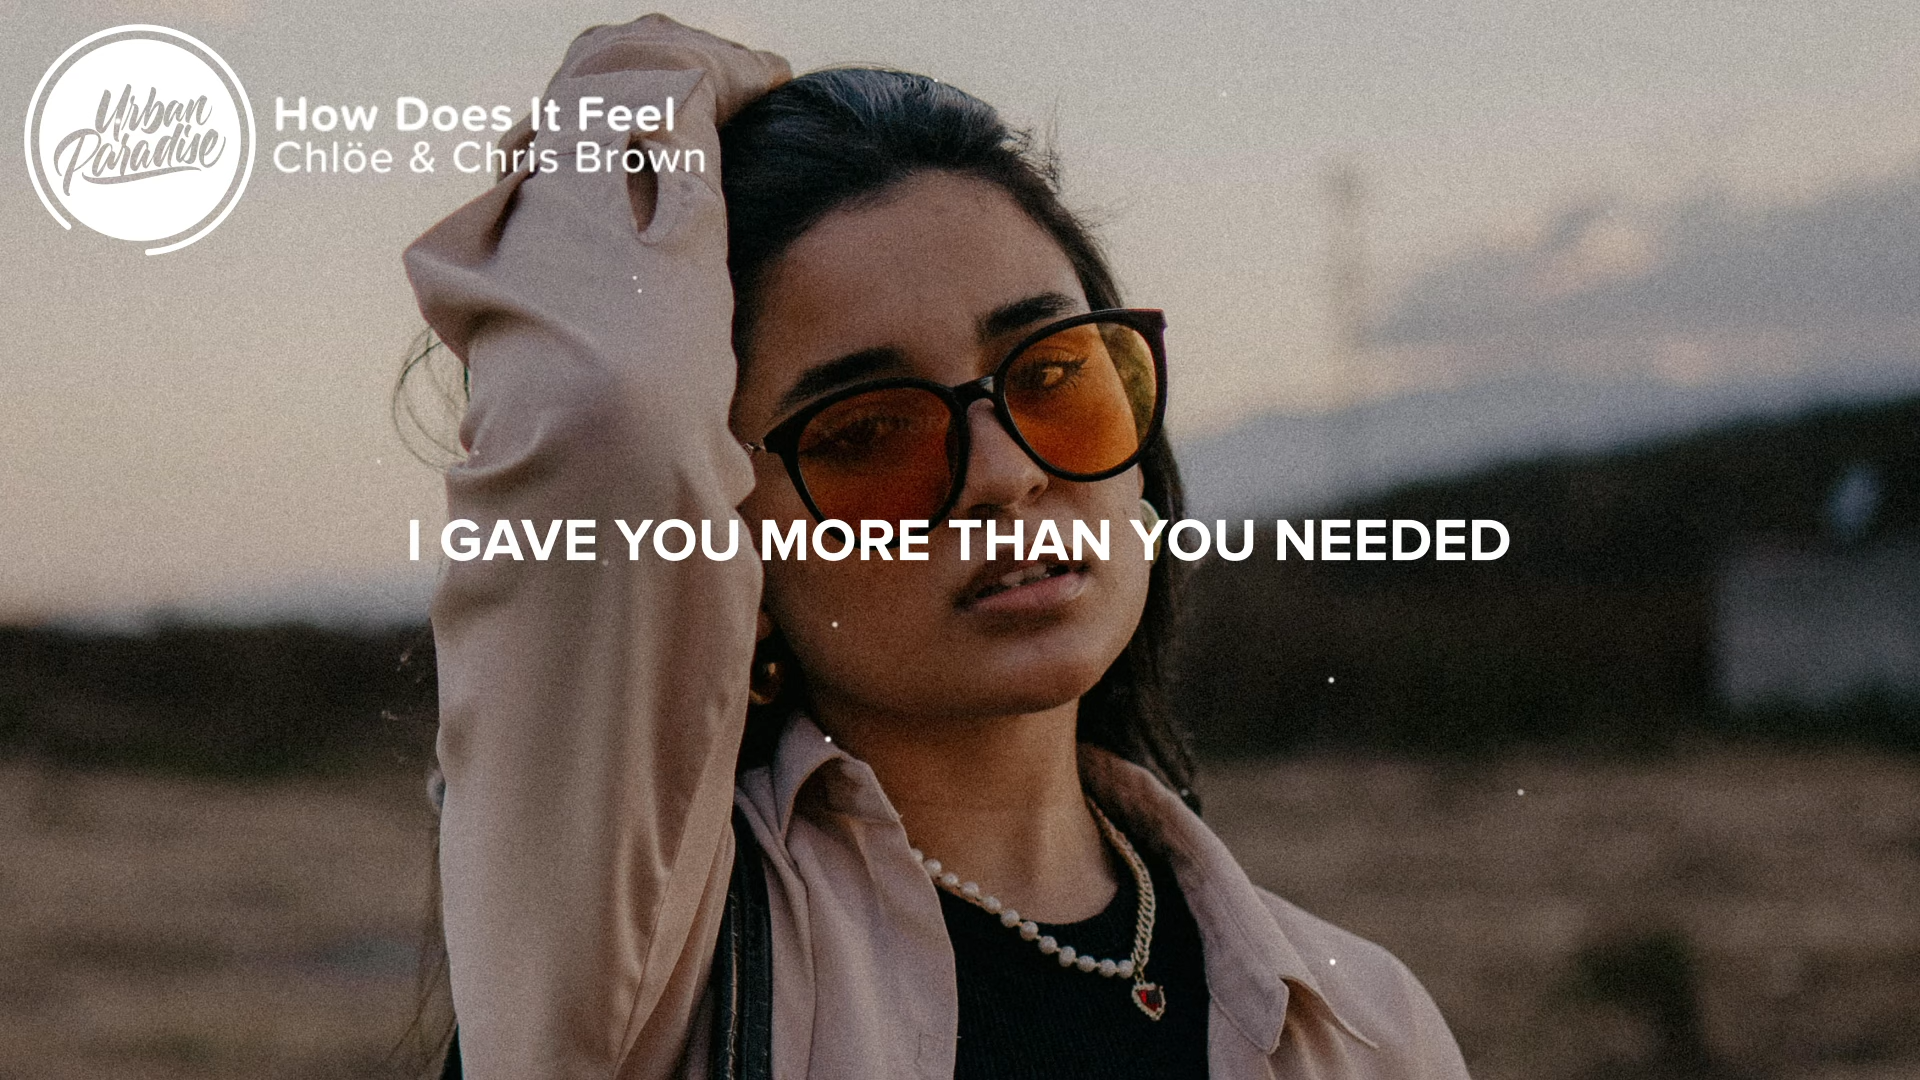 Urban
Paradise
How Does It Feel
Chlöe & Chris Brown
I GAVE YOU MORE THAN YOU NEEDED